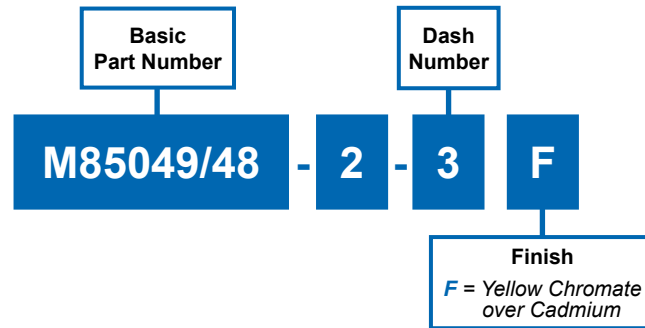 Basic
Part Number
Dash
Number
M85049/48 - 2 - 3 F
Finish
F = Yellow Chromate
over Cadmium